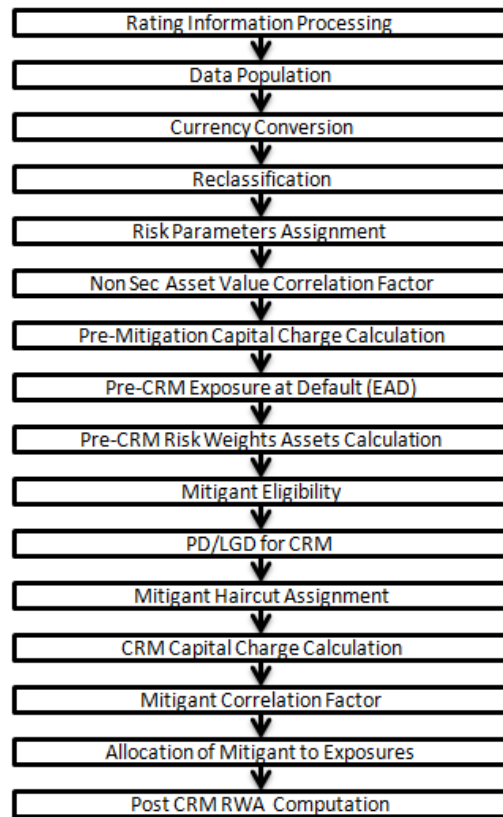 Rating Information Processing
Data Population
Currency Conversion
Reclassification
Risk Parameters Assignment
Non Sec Asset Value Correlation Factor
Pre-Mitigation Capital Charge Calculation
Pre-CRM Exposure at Default (EAD)
Pre-CRM Risk Weights Assets Calculation
Mitigant Eligibility
PD/LGD for CRM
Mitigant Haircut Assignment
CRM Capital Charge Calculation
Mitigant Correlation Factor
Allocation of Mitigant to Exposures
Post CRM RWA Computation